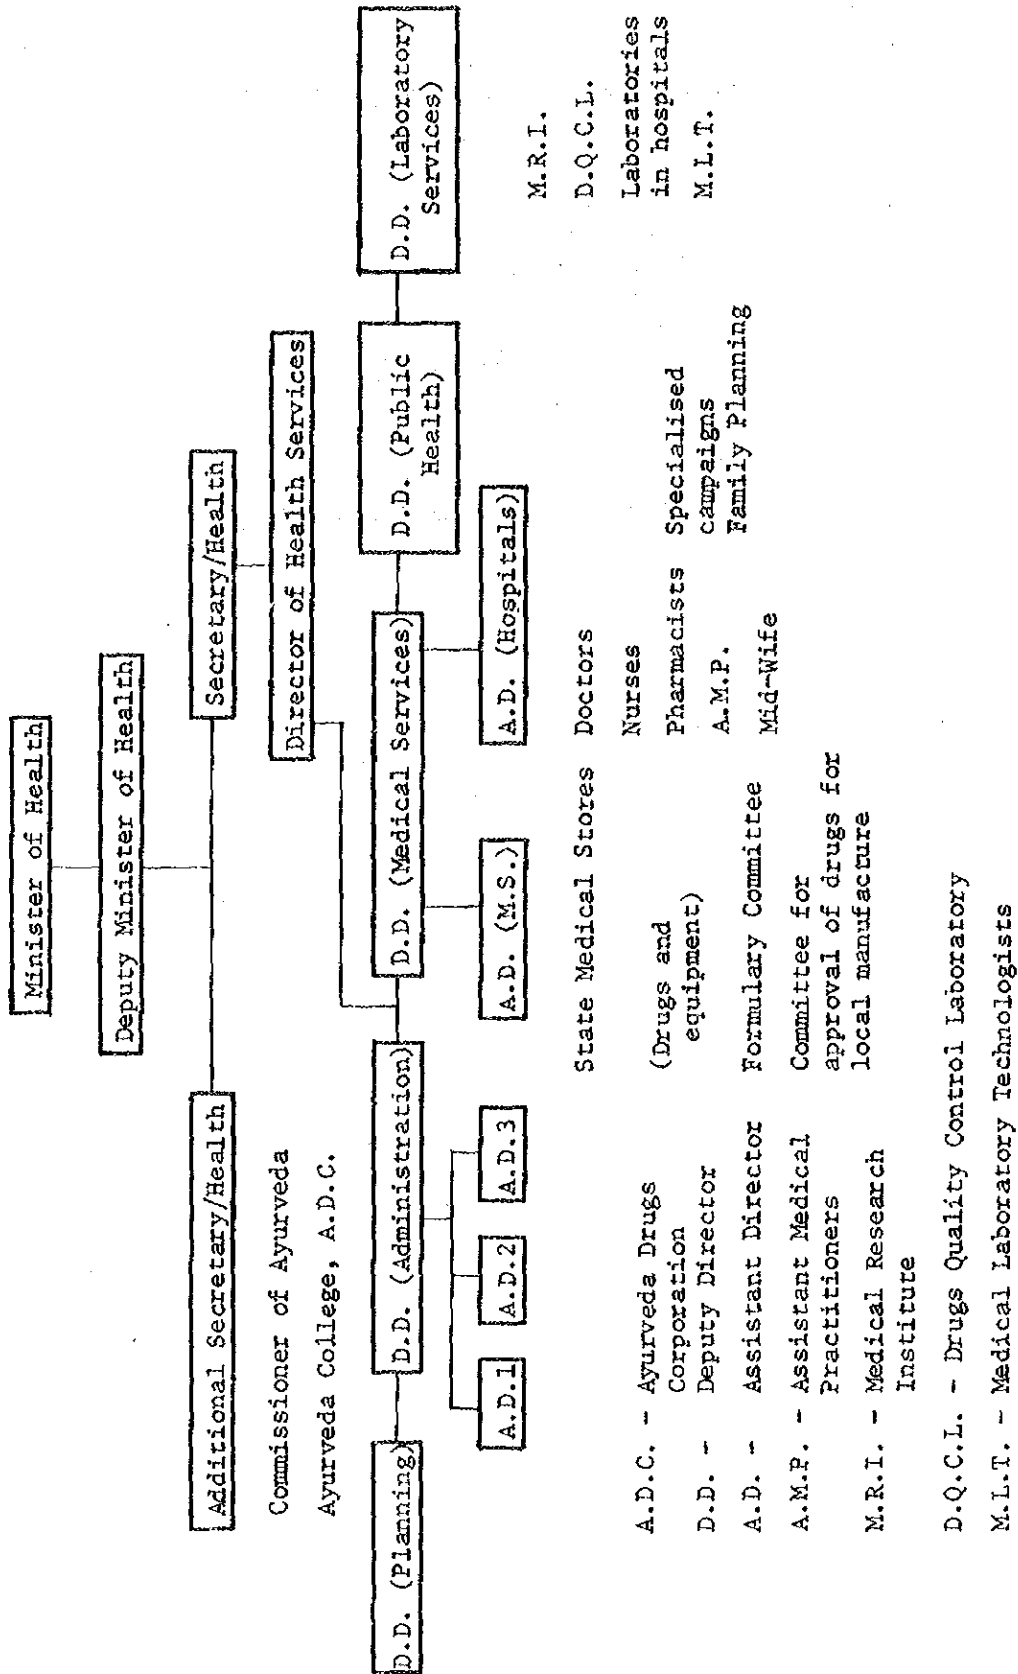 Minister of Health
Deputy Minister of Health
Additional Secretary/Health
Secretary/Health
Commissioner of Ayurveda
Ayurveda College, A.D.C.
Director of Health Services
D.D. (Planning)
D.D. (Administration)
D.D. (Medical Services)
D.D. (Public
Health)
D.D. (Laboratory
Services)
A.D.1
A.D.2
A.D.3
A.D. (M.S.)
A.D. (Hospitals)
State Medical Stores
(Drugs and
equipment)
Formulary Committee
Committee for
approval of drugs for
local manufacture
Doctors
Nurses
Pharmacists
A.M.P.
Mid-Wife
Specialised
campaigns
Family Planning
M.R.I.
D.Q.C.L.
Laboratories
in hospitals
M.L.T.
A.D.C. - Ayurveda Drugs
Corporation
D.D. - Deputy Director
A.D. - Assistant Director
A.M.P. - Assistant Medical
Practitioners
M.R.I. - Medical Research
Institure
D.Q.C.L. - Drugs Quality Control Laboratory
M.L.T. - Medical Laboratory Technologists